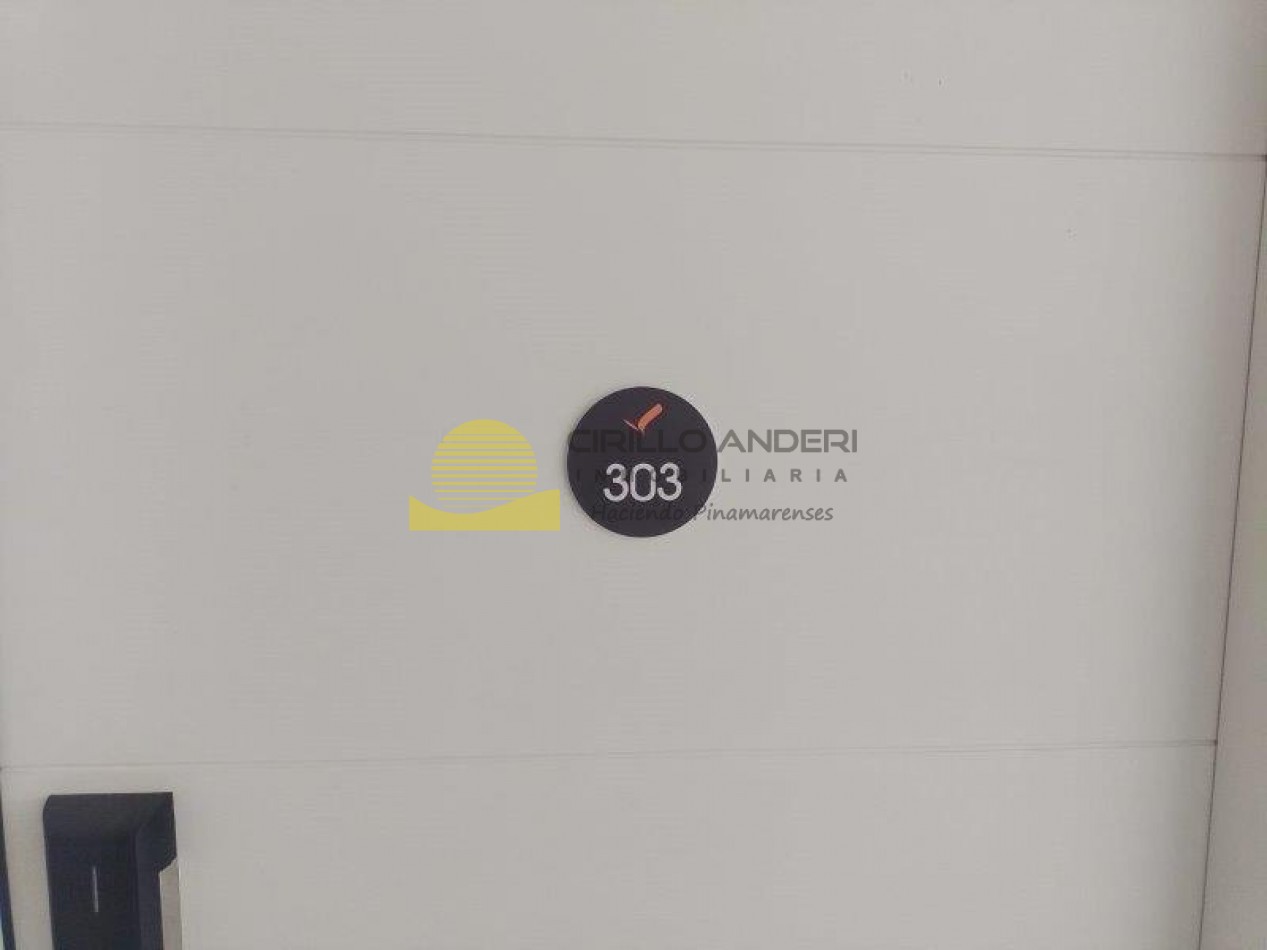 CIRILLO ANDERI
INMOBILIARIA
303
Haciendo Pinamarenses